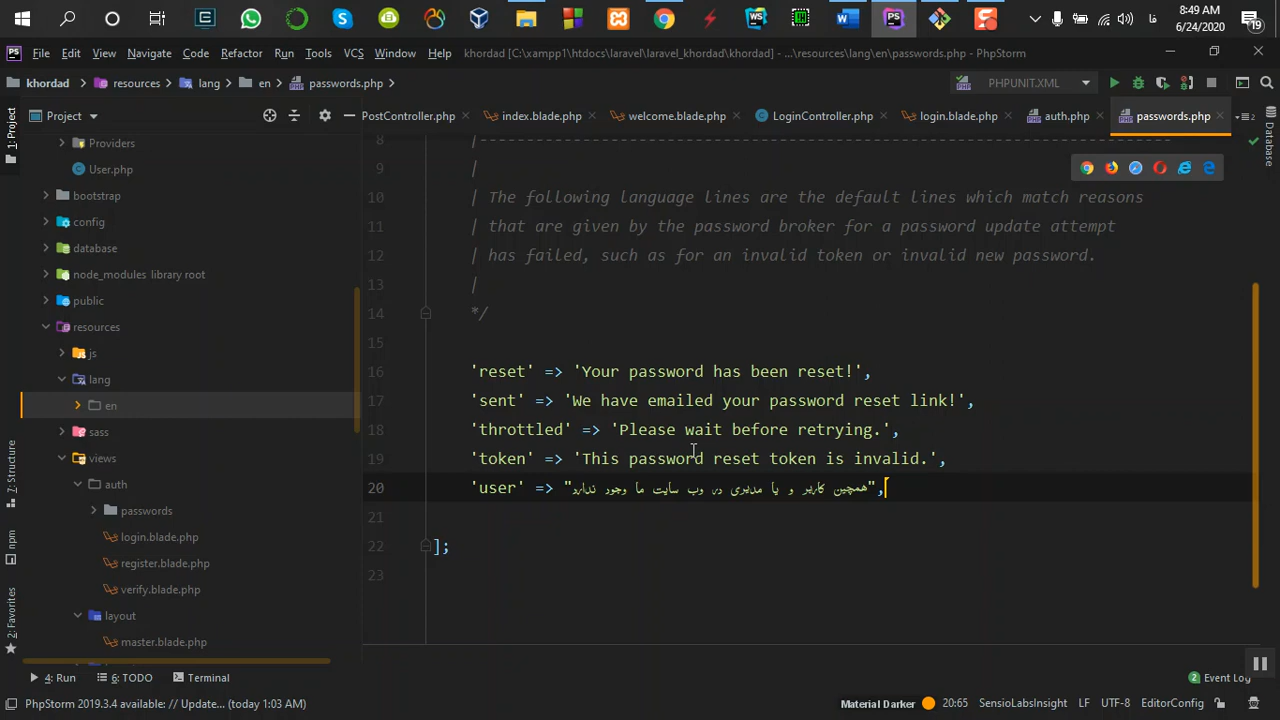 8:49 AM
6/24/2020
19
File Edit View Navigate Code Refactor Run Tools VCS Window Help khordad [C:\xampp1\htdocs\laravel\laravel_khordad\khordad] - ...\resources\lang\en\passwords.php - PhpStorm
khordad resources lang en passwords.php PHPUNIT.XML
Project PostController.php index.blade.php welcome.blade.php LoginController.php login.blade.php auth.php passwords.php
1: Project
7: Structure
npm
2: Favorites
Database
Providers
User.php
bootstrap
config
database
node_modules library root
public
resources
js
lang
en
sass
views
auth
passwords
login.blade.php
register.blade.php
verify.blade.php
layout
master.blade.php
8 |--------------------------------------------------------------------------
9 |
10 | The following language lines are the default lines which match reasons
11 | that are given by the password broker for a password update attempt
12 | has failed, such as for an invalid token or invalid new password.
13 |
14 */
15
16 'reset' => 'Your password has been reset!',
17 'sent' => 'We have emailed your password reset link!',
18 'throttled' => 'Please wait before retrying.',
19 'token' => 'This password reset token is invalid.',
20 'user' => "همچین کاربر و یا مدیری در وب سایت ما وجود ندارد",
21
22 ];
23
4: Run 6: TODO Terminal 2 Event Log
PhpStorm 2019.3.4 available: // Update... (today 1:03 AM) Material Darker 20:65 SensioLabsInsight LF UTF-8 EditorConfig